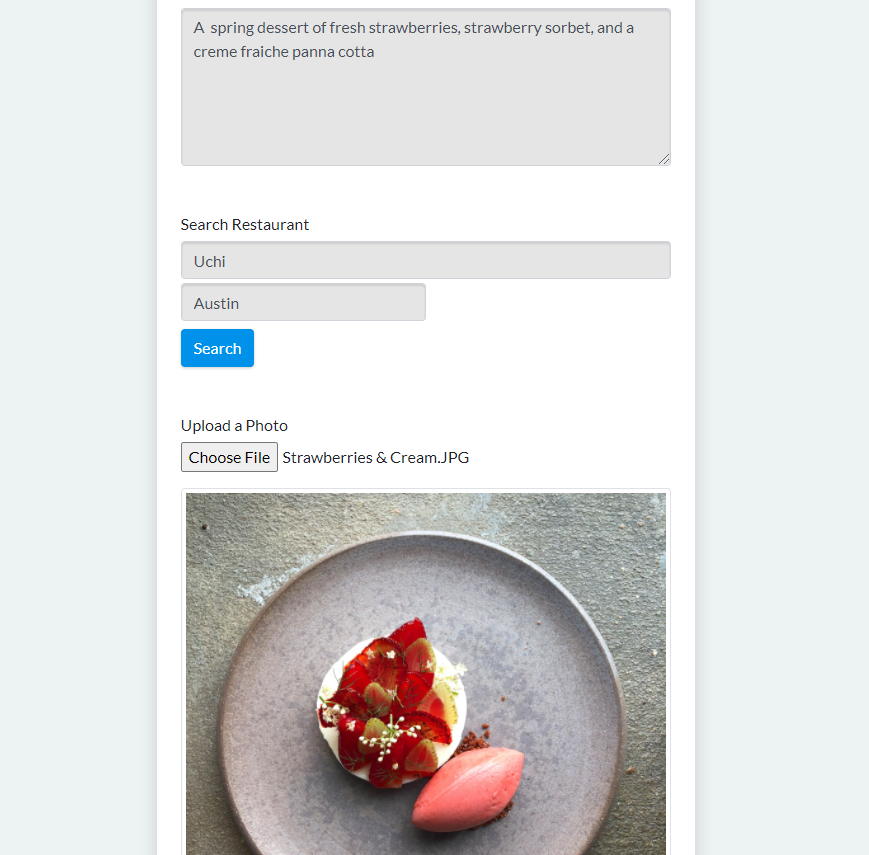 A  spring dessert of fresh strawberries, strawberry sorbet, and a
creme fraiche panna cotta
Search Restaurant
Uchi
Austin
Search
Upload a Photo
Choose File Strawberries & Cream.JPG